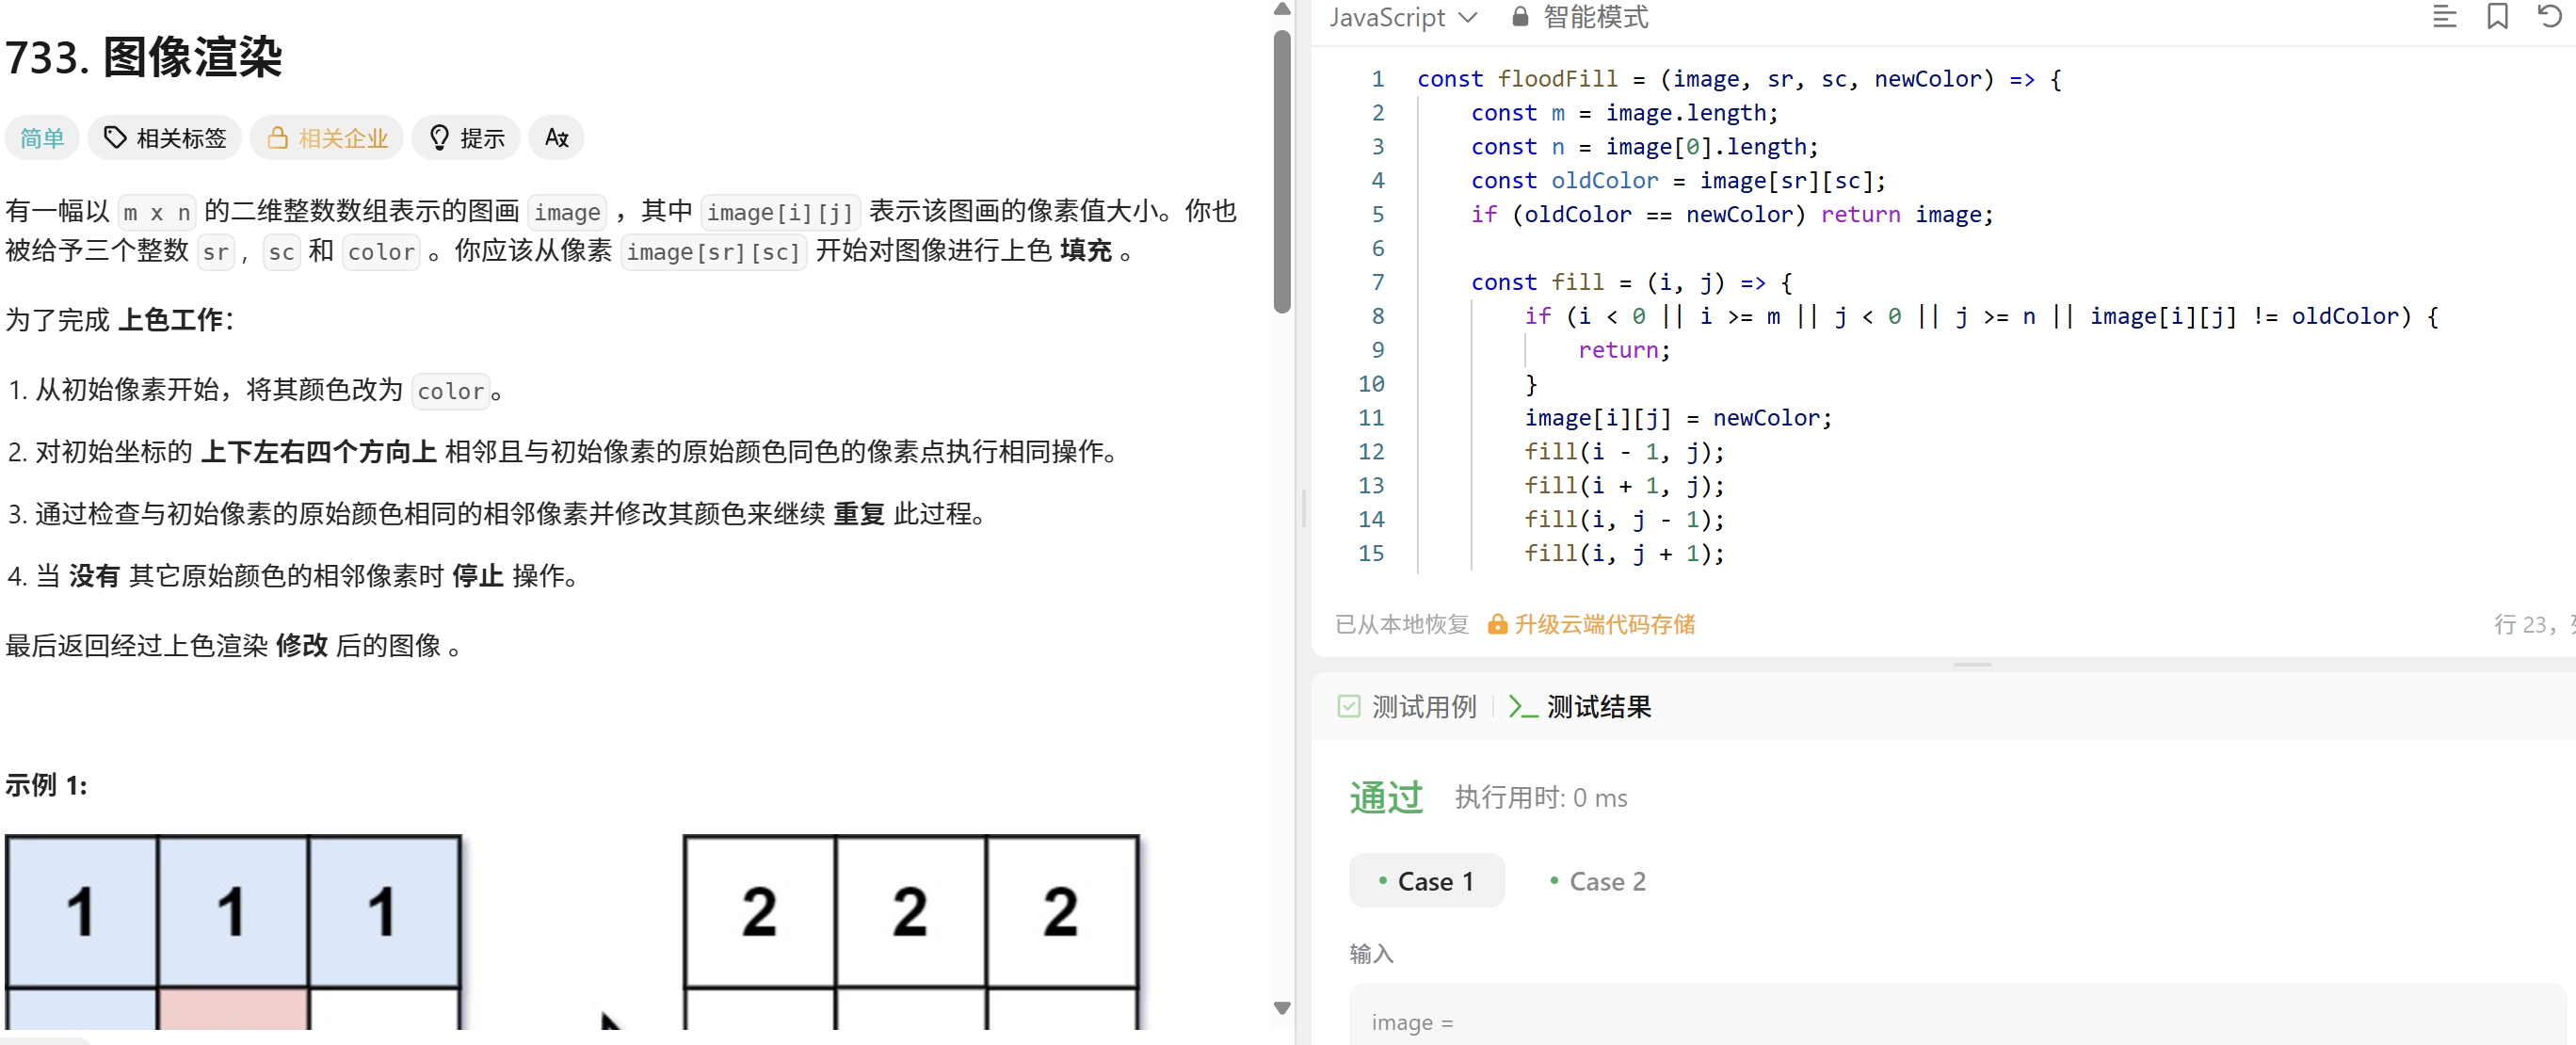 733. 图像渲染
简单 相关标签 相关企业 提示
有一幅以 m x n 的二维整数数组表示的图画 image ，其中 image[i][j] 表示该图画的像素值大小。你也
被给予三个整数 sr , sc 和 color 。你应该从像素 image[sr][sc] 开始对图像进行上色 填充 。
为了完成 上色工作：
1. 从初始像素开始，将其颜色改为 color。
2. 对初始坐标的 上下左右四个方向上 相邻且与初始像素的原始颜色同色的像素点执行相同操作。
3. 通过检查与初始像素的原始颜色相同的相邻像素并修改其颜色来继续 重复 此过程。
4. 当 没有 其它原始颜色的相邻像素时 停止 操作。
最后返回经过上色渲染 修改 后的图像 。
示例 1:
1 1 1
2 2 2
JavaScript 智能模式
1 const floodFill = (image, sr, sc, newColor) => {
2 const m = image.length;
3 const n = image[0].length;
4 const oldColor = image[sr][sc];
5 if (oldColor == newColor) return image;
6
7 const fill = (i, j) => {
8 if (i < 0 || i >= m || j < 0 || j >= n || image[i][j] != oldColor) {
9 return;
10 }
11 image[i][j] = newColor;
12 fill(i - 1, j);
13 fill(i + 1, j);
14 fill(i, j - 1);
15 fill(i, j + 1);
已从本地恢复 升级云端代码存储 行 23,
测试用例 测试结果
通过 执行用时: 0 ms
Case 1 Case 2
输入
image =